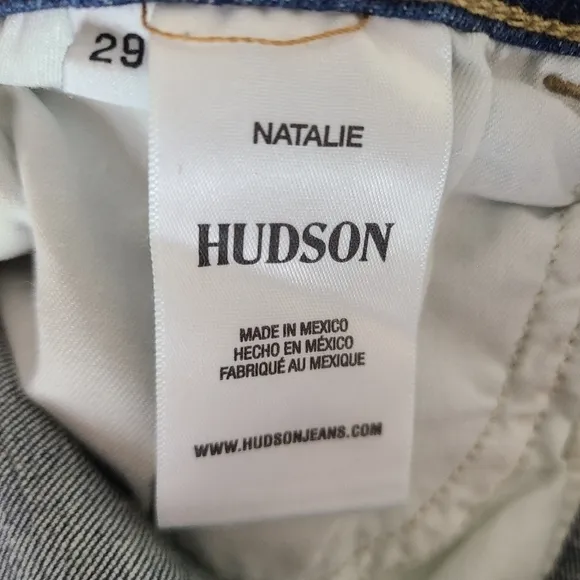 29
NATALIE
HUDSON
MADE IN MEXICO
HECHO EN MÉXICO
FABRIQUÉ AU MEXIQUE
WWW.HUDSONJEANS.COM